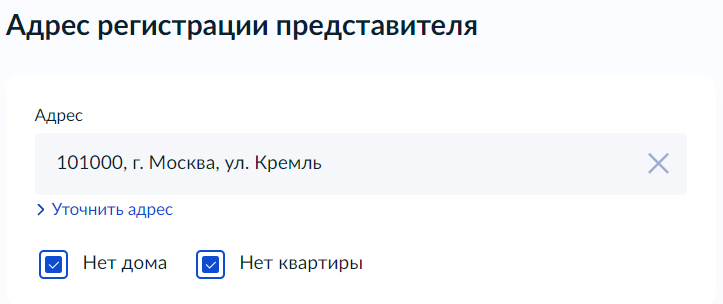 Адрес регистрации представителя
Адрес
101000, г. Москва, ул. Кремль
Уточнить адрес
Нет дома Нет квартиры